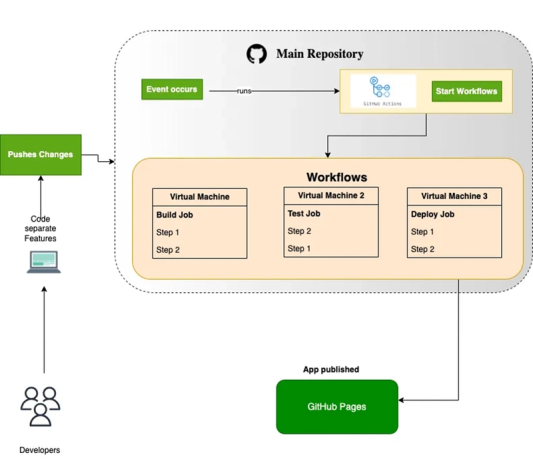 Main Repository
Event occurs
runs
GitHub Actions
Start Workflows
Pushes Changes
Workflows
Virtual Machine
Build Job
Step 1
Step 2
Virtual Machine 2
Test Job
Step 2
Step 1
Virtual Machine 3
Deploy Job
Step 1
Step 2
Code
separate
Features
App published
GitHub Pages
Developers